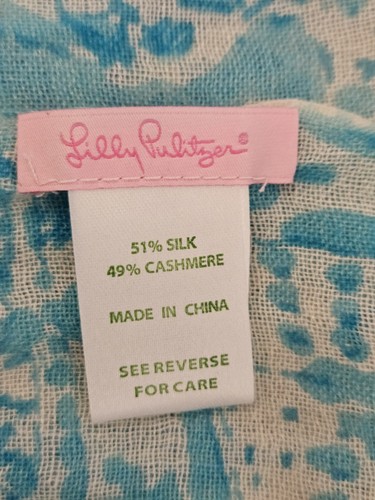 Lilly Pulitzer®
51% SILK
49% CASHMERE
MADE IN CHINA
SEE REVERSE
FOR CARE